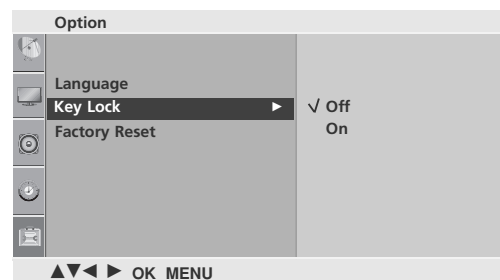 Option
Language
Key Lock ► √ Off
On
Factory Reset
▲▼◄ ► OK MENU